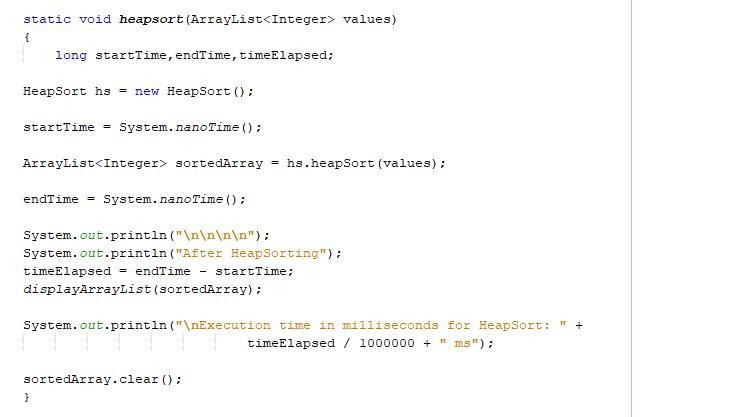 static void heapsort(ArrayList<Integer> values)
{
long startTime,endTime,timeElapsed;
HeapSort hs = new HeapSort();
startTime = System.nanoTime();
ArrayList<Integer> sortedArray = hs.heapSort(values);
endTime = System.nanoTime();
System.out.println("\n\n\n\n");
System.out.println("After HeapSorting");
timeElapsed = endTime - startTime;
displayArrayList(sortedArray);
System.out.println("\nExecution time in milliseconds for HeapSort: " +
timeElapsed / 1000000 + " ms");
sortedArray.clear();
}